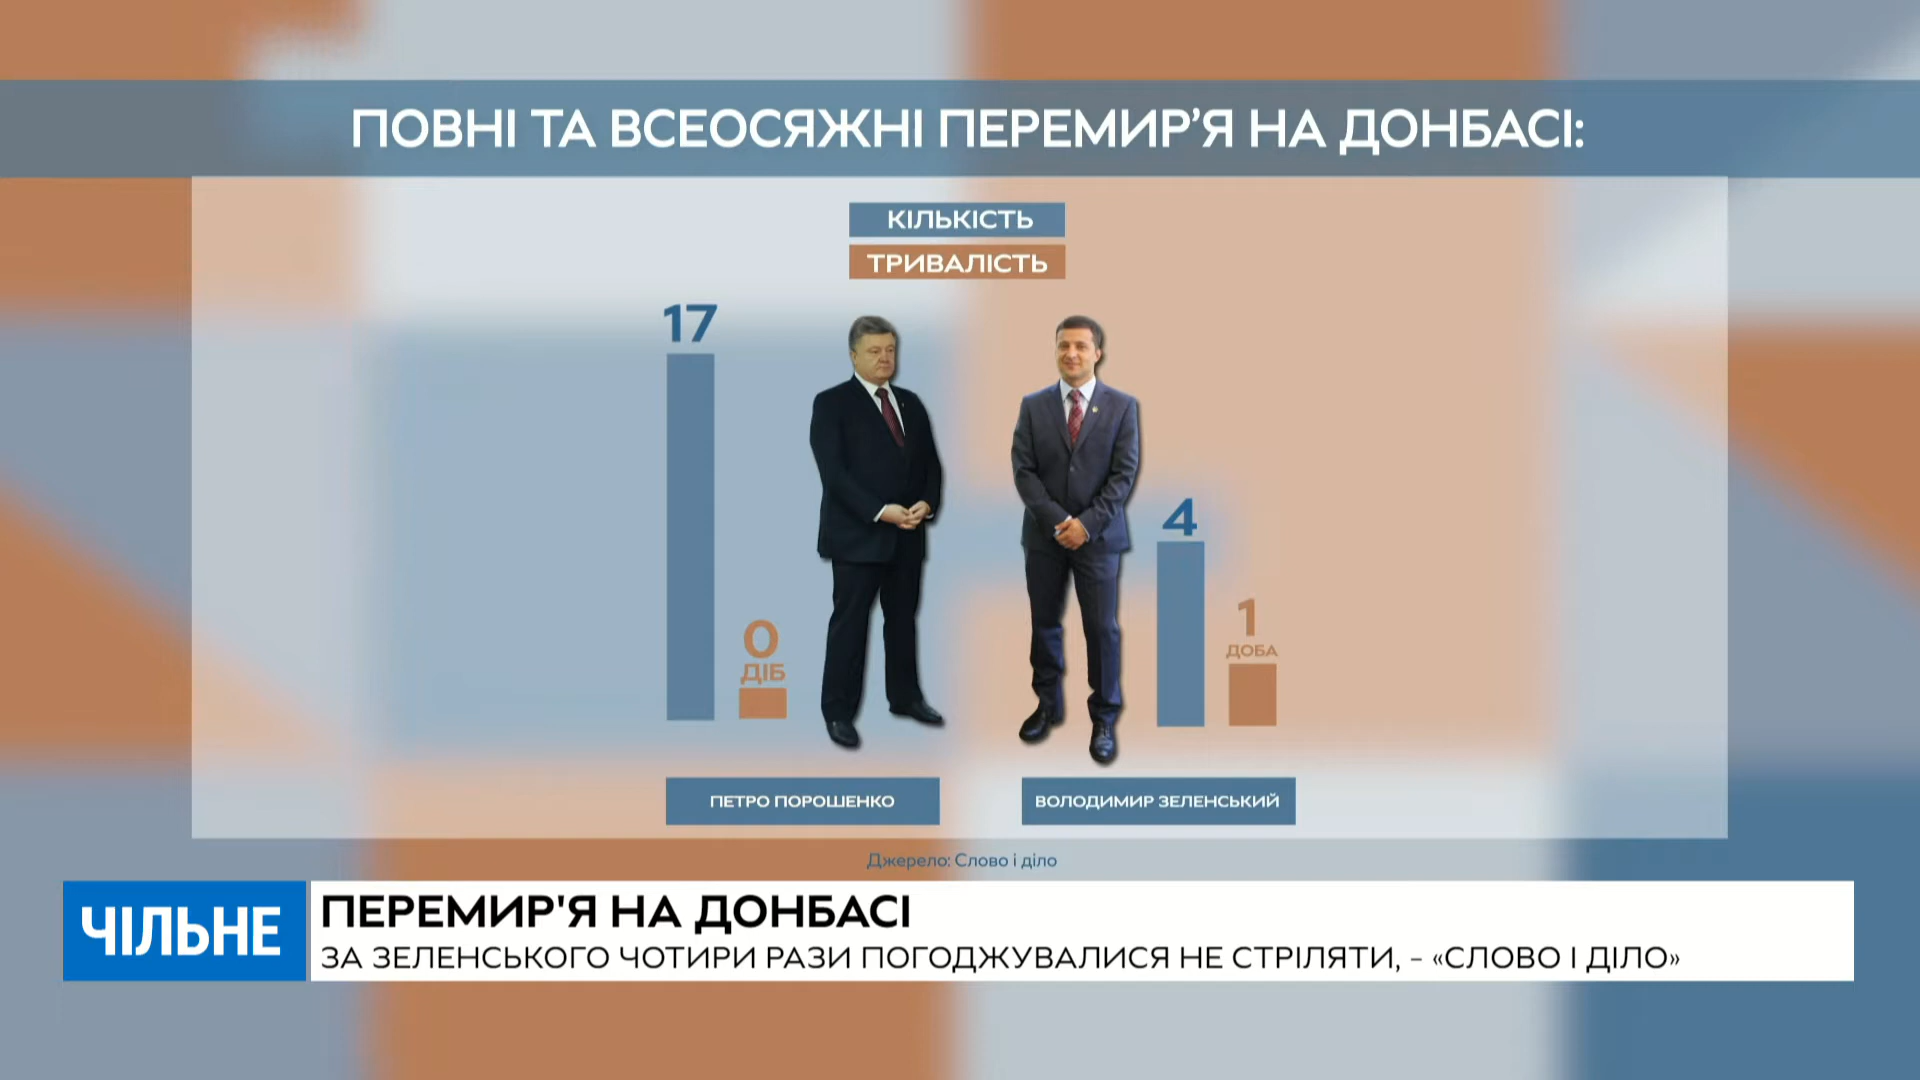 ПОВНІ ТА ВСЕОСЯЖНІ ПЕРЕМИР’Я НА ДОНБАСІ:
КІЛЬКІСТЬ
ТРИВАЛІСТЬ
17
0
ДІБ
4
1
ДОБА
ПЕТРО ПОРОШЕНКО
ВОЛОДИМИР ЗЕЛЕНСЬКИЙ
Джерело: Слово і діло
ЧІЛЬНЕ
ПЕРЕМИР'Я НА ДОНБАСІ
ЗА ЗЕЛЕНСЬКОГО ЧОТИРИ РАЗИ ПОГОДЖУВАЛИСЯ НЕ СТРІЛЯТИ, – «СЛОВО І ДІЛО»